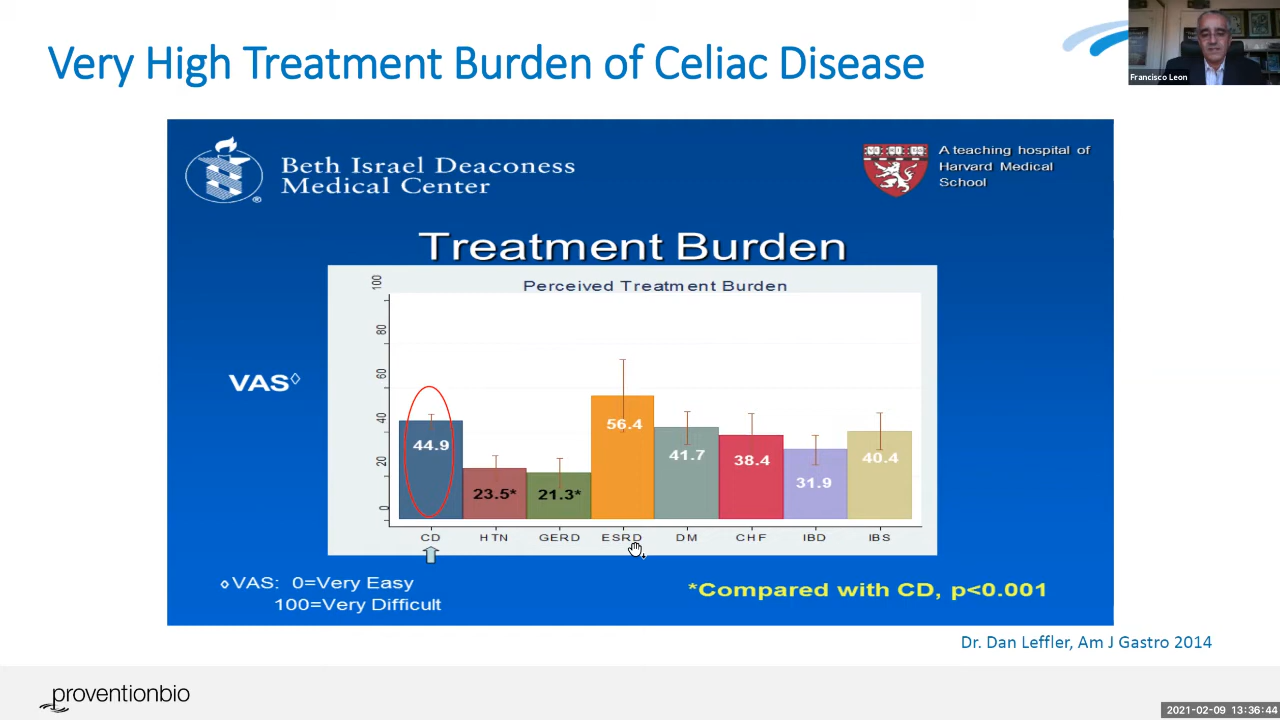 Very High Treatment Burden of Celiac Disease
Francisco Leon
Beth Israel Deaconess
Medical Center
®
A teaching hospital of
Harvard Medical
School
Treatment Burden
Perceived Treatment Burden
VAS◊
100
80
60
40
20
0
44.9
23.5*
21.3*
56.4
41.7
38.4
31.9
40.4
CD HTN GERD ESRD DM CHF IBD IBS
◊VAS: 0=Very Easy
100=Very Difficult
*Compared with CD, p<0.001
Dr. Dan Leffler, Am J Gastro 2014
proventionbio
2021-02-09 13:36:44